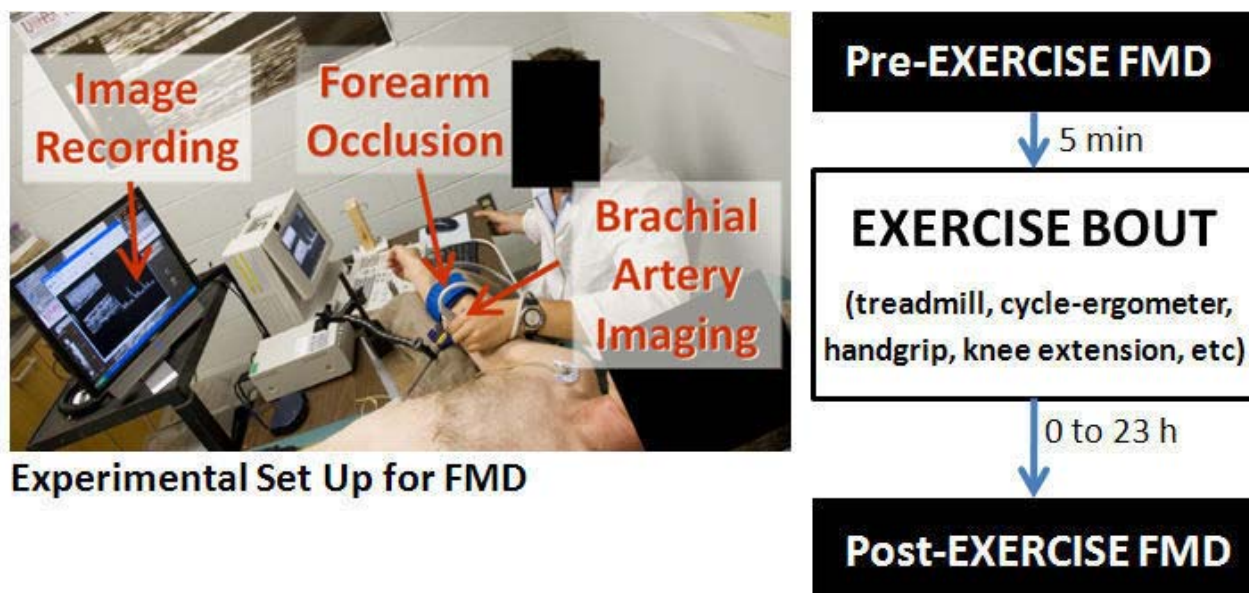 Image
Recording
Forearm
Occlusion
Brachial
Artery
Imaging
Experimental Set Up for FMD
Pre-EXERCISE FMD
5 min
EXERCISE BOUT
(treadmill, cycle-ergometer,
handgrip, knee extension, etc)
0 to 23 h
Post-EXERCISE FMD